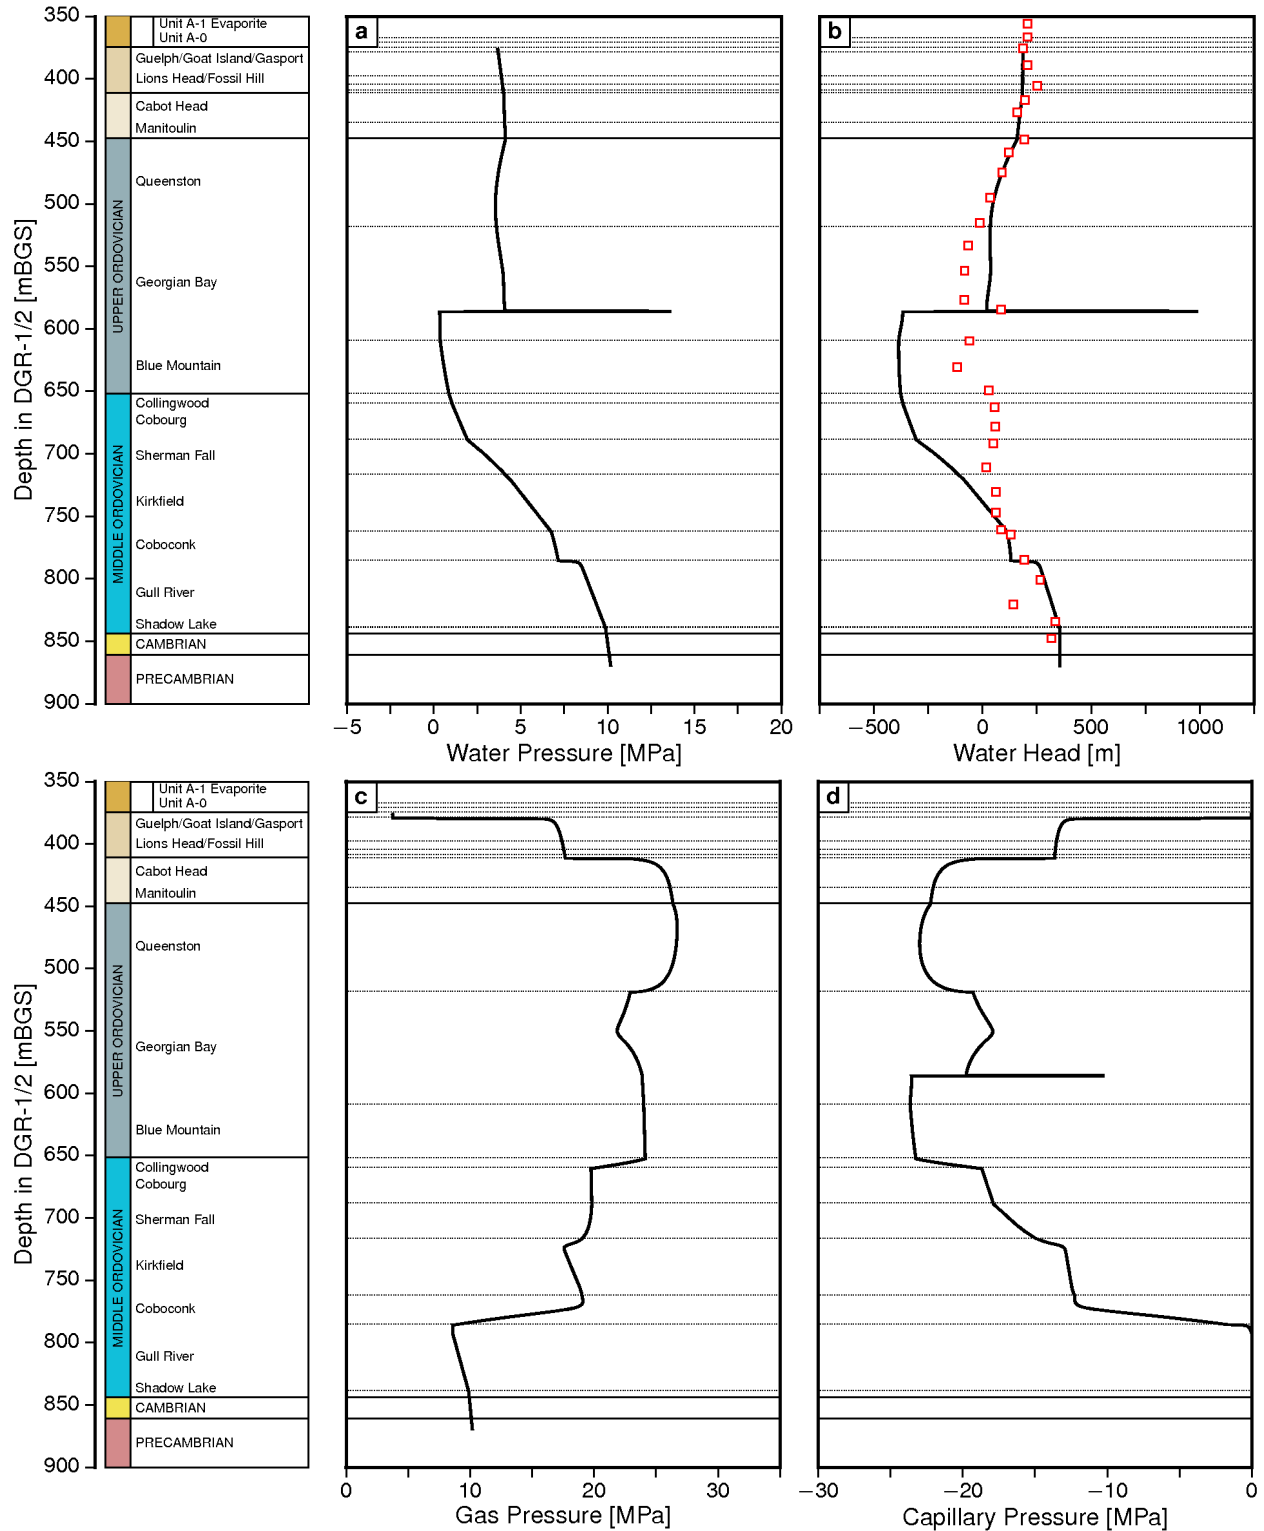 350
400
450
500
550
600
650
700
750
800
850
900
Depth in DGR-1/2 [mBGS]
Unit A-1 Evaporite
Unit A-0
Guelph/Goat Island/Gasport
Lions Head/Fossil Hill
Cabot Head
Manitoulin
Queenston
Georgian Bay
Blue Mountain
Collingwood
Cobourg
Sherman Fall
Kirkfield
Coboconk
Gull River
Shadow Lake
CAMBRIAN
PRECAMBRIAN
UPPER ORDOVICIAN
MIDDLE ORDOVICIAN
a
−5 0 5 10 15 20
Water Pressure [MPa]
b
−500 0 500 1000
Water Head [m]
350
400
450
500
550
600
650
700
750
800
850
900
Depth in DGR-1/2 [mBGS]
Unit A-1 Evaporite
Unit A-0
Guelph/Goat Island/Gasport
Lions Head/Fossil Hill
Cabot Head
Manitoulin
Queenston
Georgian Bay
Blue Mountain
Collingwood
Cobourg
Sherman Fall
Kirkfield
Coboconk
Gull River
Shadow Lake
CAMBRIAN
PRECAMBRIAN
UPPER ORDOVICIAN
MIDDLE ORDOVICIAN
c
0 10 20 30
Gas Pressure [MPa]
d
−30 −20 −10 0
Capillary Pressure [MPa]